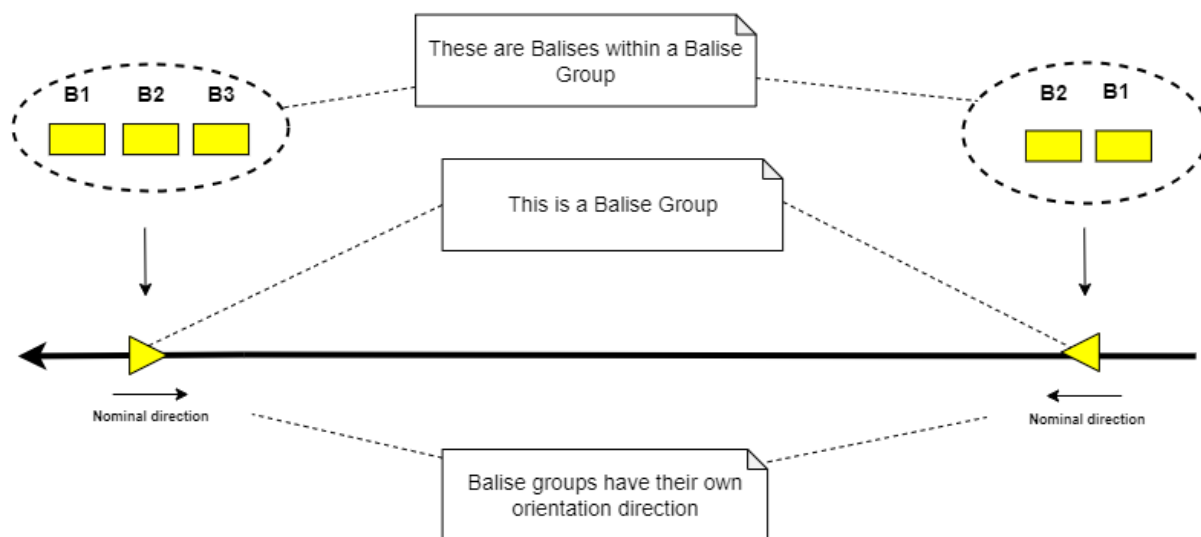 These are Balises within a Balise
Group
B1 B2 B3
B2 B1
This is a Balise Group
Nominal direction
Nominal direction
Balise groups have their own
orientation direction